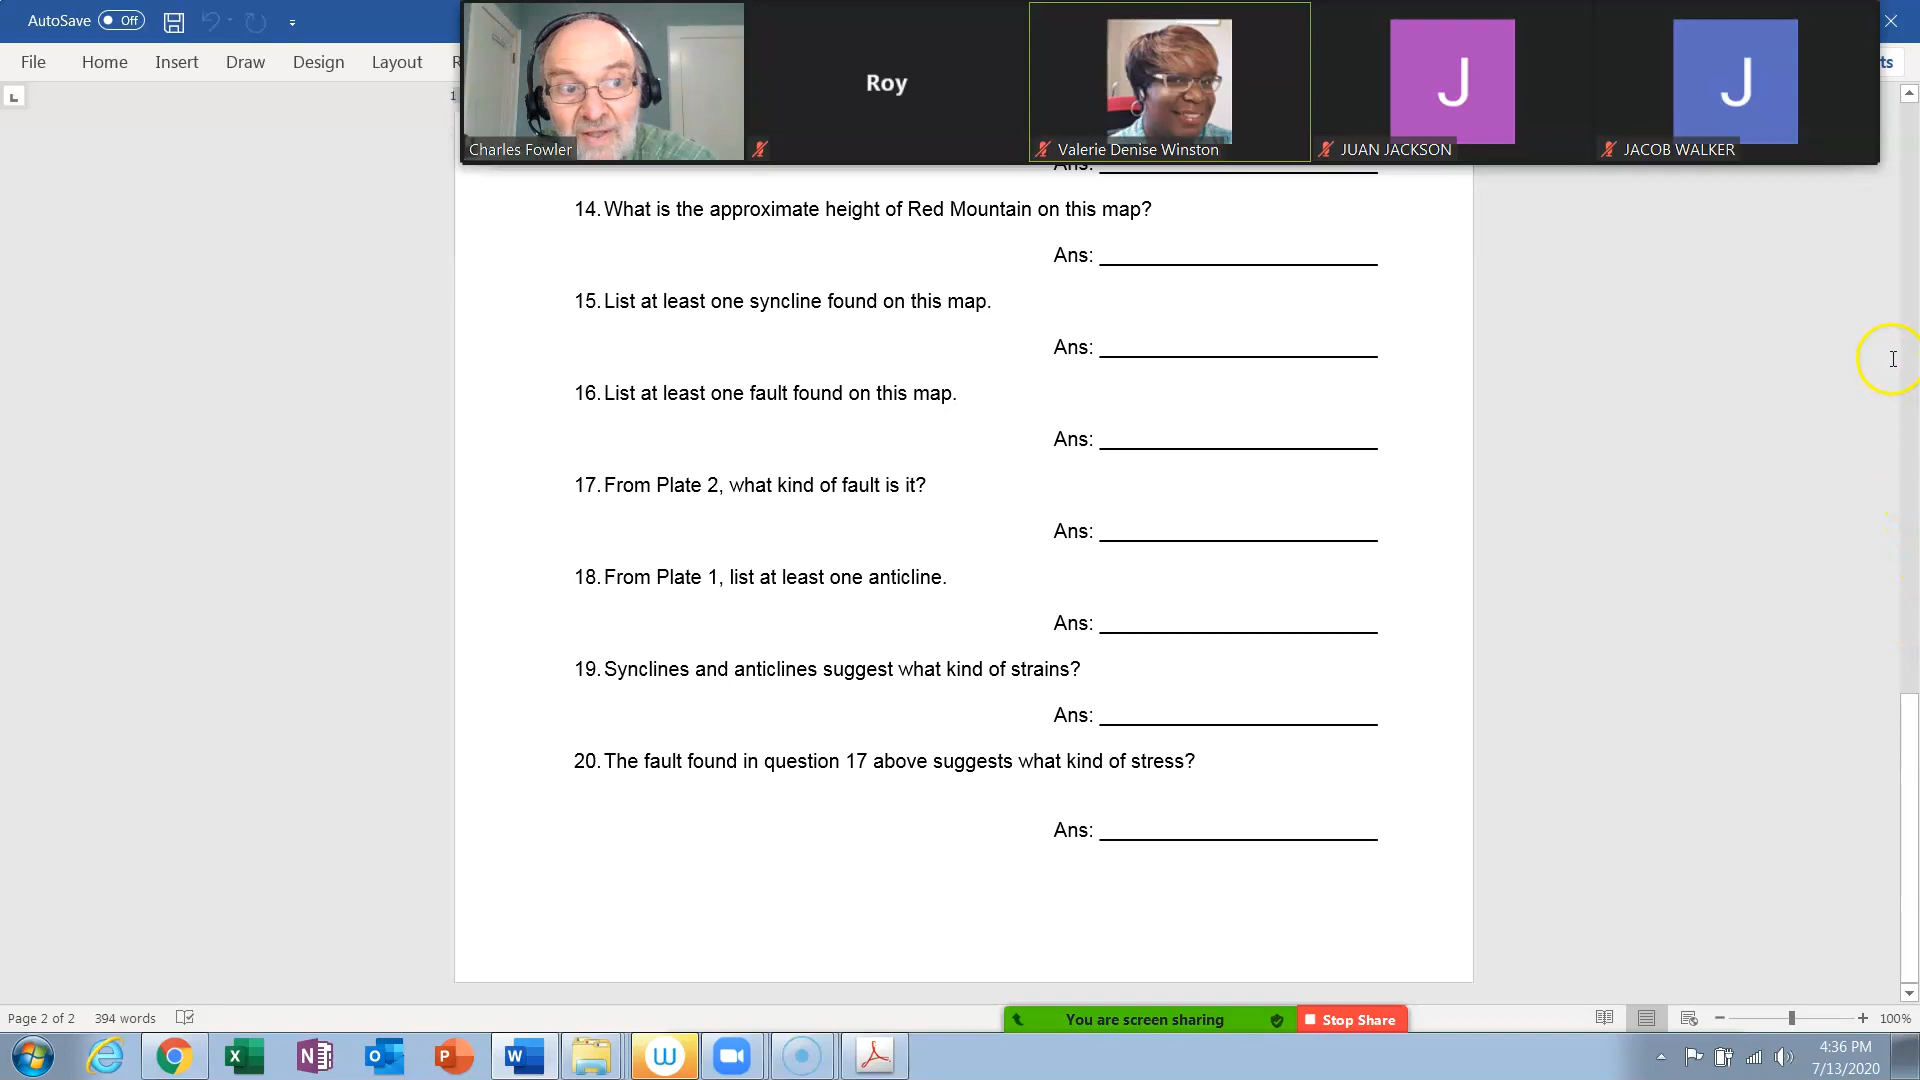 AutoSave Off
File Home Insert Draw Design Layout
Charles Fowler
Roy
Valerie Denise Winston
J
JUAN JACKSON
J
JACOB WALKER
ts
1
L
Ans:
14. What is the approximate height of Red Mountain on this map?
Ans:
15. List at least one syncline found on this map.
Ans:
16. List at least one fault found on this map.
Ans:
17. From Plate 2, what kind of fault is it?
Ans:
18. From Plate 1, list at least one anticline.
Ans:
19. Synclines and anticlines suggest what kind of strains?
Ans:
20. The fault found in question 17 above suggests what kind of stress?
Ans:
Page 2 of 2 394 words
You are screen sharing Stop Share
100%
4:36 PM
7/13/2020